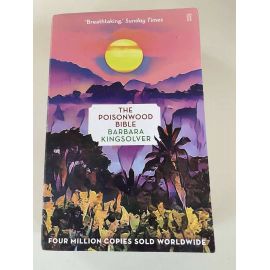 'Breathtaking.' Sunday Times
ff
THE
POISONWOOD
BIBLE
BARBARA
KINGSOLVER
FOUR MILLION COPIES SOLD WORLDWIDE